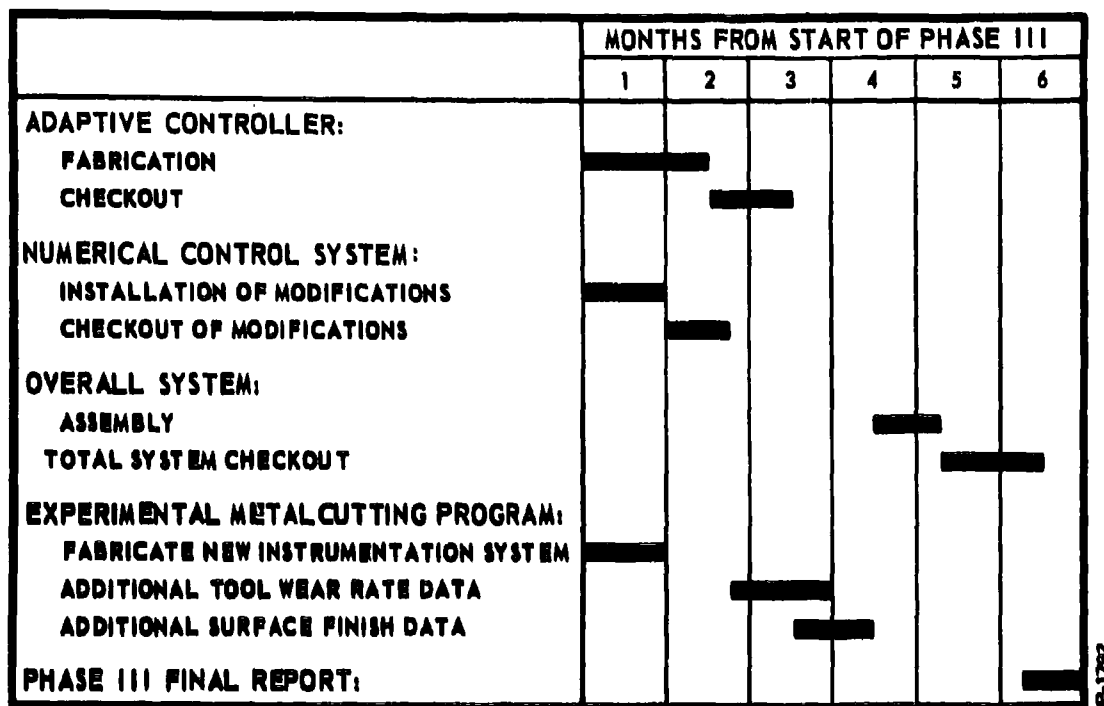 MONTHS FROM START OF PHASE III
1 2 3 4 5 6
ADAPTIVE CONTROLLER:
FABRICATION
CHECKOUT
NUMERICAL CONTROL SYSTEM:
INSTALLATION OF MODIFICATIONS
CHECKOUT OF MODIFICATIONS
OVERALL SYSTEM:
ASSEMBLY
TOTAL SYSTEM CHECKOUT
EXPERIMENTAL METALCUTTING PROGRAM:
FABRICATE NEW INSTRUMENTATION SYSTEM
ADDITIONAL TOOL WEAR RATE DATA
ADDITIONAL SURFACE FINISH DATA
PHASE III FINAL REPORT: